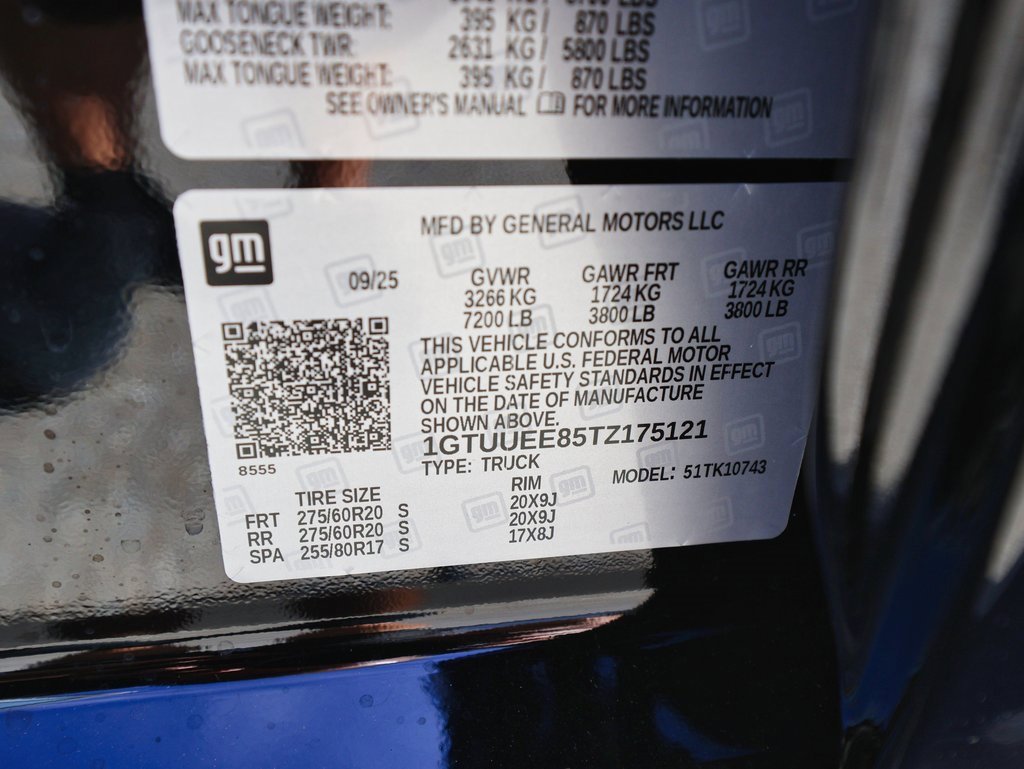 MAX TONGUE WEIGHT: 395 KG/ 870 LBS
GOOSENECK TWR: 2631 KG/ 5800 LBS
MAX TONGUE WEIGHT: 395 KG/ 870 LBS
SEE OWNER'S MANUAL FOR MORE INFORMATION
gm
MFD BY GENERAL MOTORS LLC
09/25 GVWR GAWR FRT GAWR RR
3266 KG 1724 KG 1724 KG
7200 LB 3800 LB 3800 LB
THIS VEHICLE CONFORMS TO ALL
APPLICABLE U.S. FEDERAL MOTOR
VEHICLE SAFETY STANDARDS IN EFFECT
ON THE DATE OF MANUFACTURE
SHOWN ABOVE.
1GTUUEE85TZ175121
8555
TYPE: TRUCK MODEL: 51TK10743
TIRE SIZE RIM
FRT 275/60R20 S 20X9J
RR 275/60R20 S 20X9J
SPA 255/80R17 S 17X8J